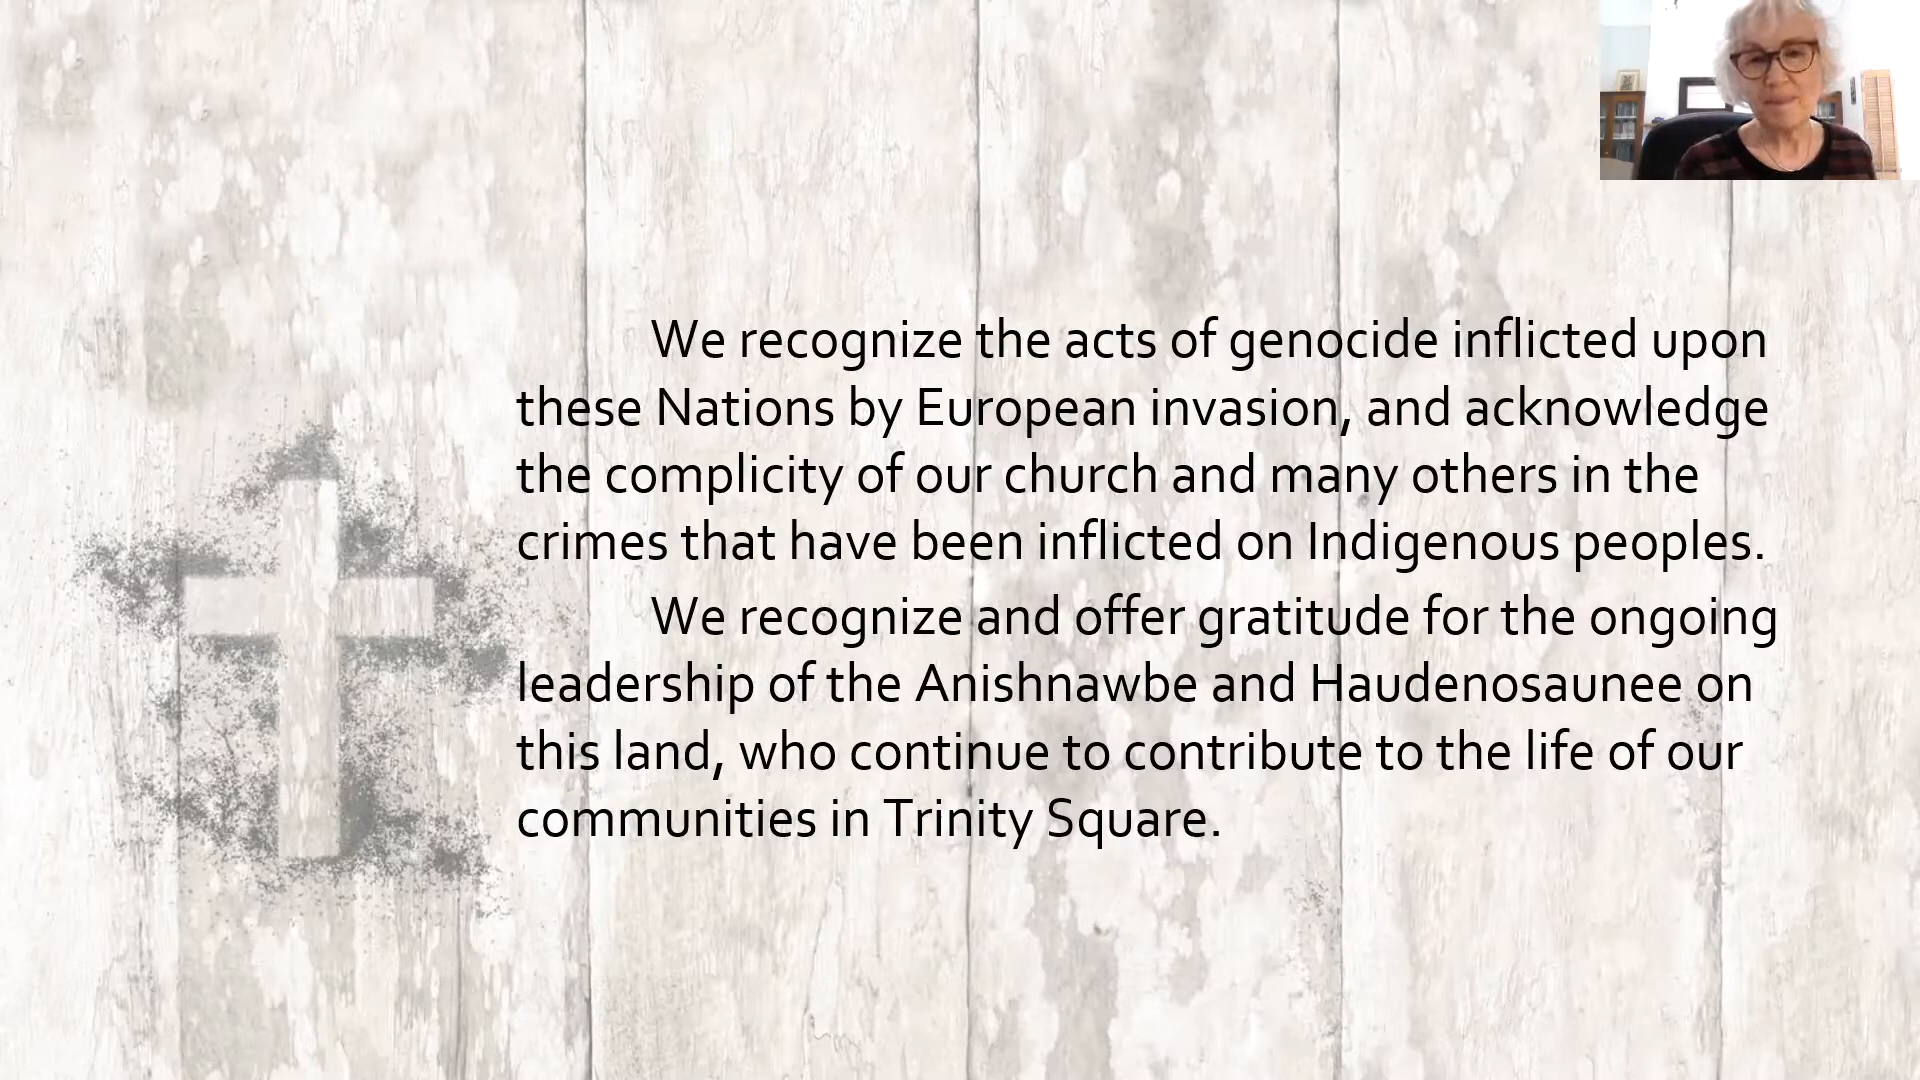 We recognize the acts of genocide inflicted upon
these Nations by European invasion, and acknowledge
the complicity of our church and many others in the
crimes that have been inflicted on Indigenous peoples.
We recognize and offer gratitude for the ongoing
leadership of the Anishnawbe and Haudenosaunee on
this land, who continue to contribute to the life of our
communities in Trinity Square.